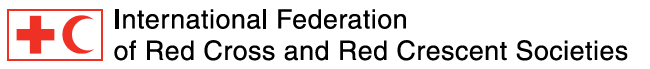 International Federation
of Red Cross and Red Crescent Societies